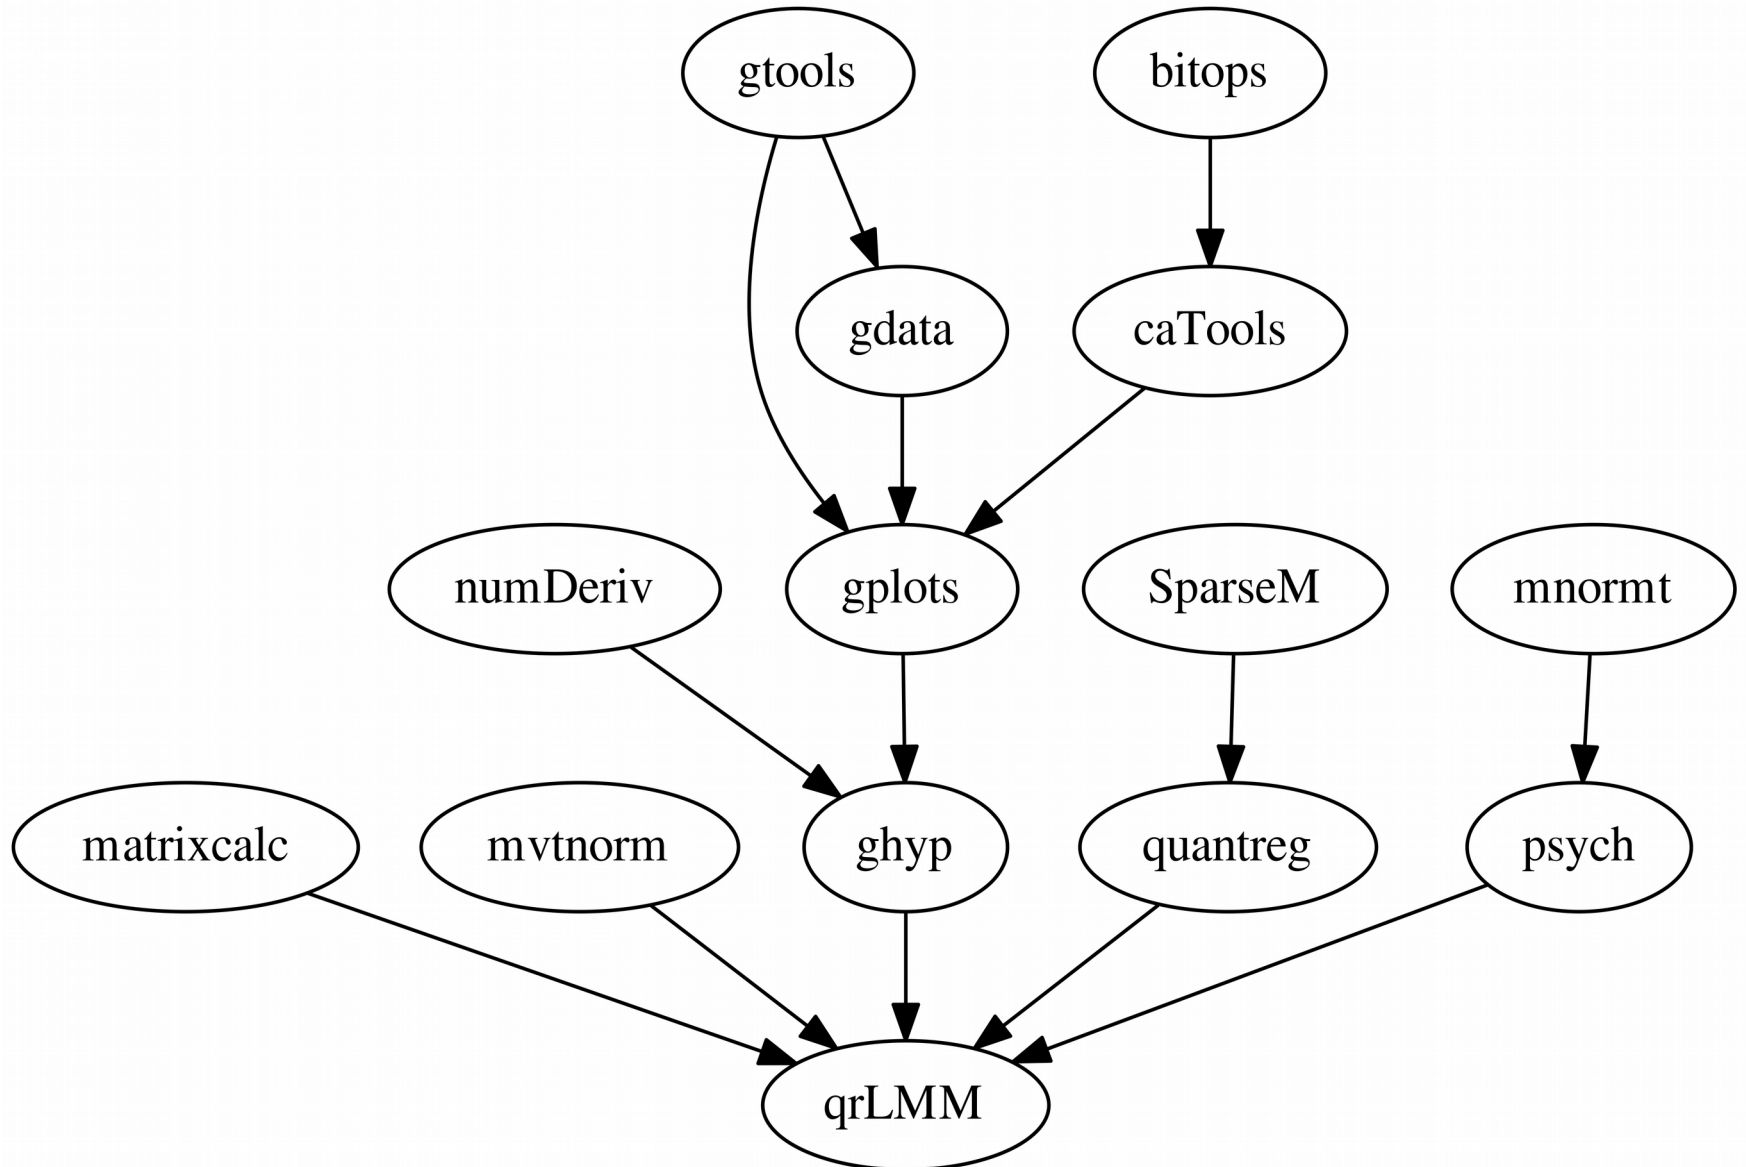 gtools
bitops
gdata
caTools
numDeriv
gplots
SparseM
mnormt
matrixcalc
mvtnorm
ghyp
quantreg
psych
qrLMM